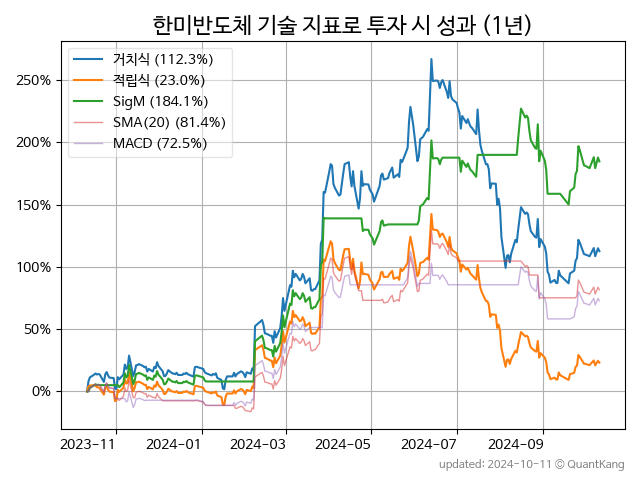 한미반도체 기술 지표로 투자 시 성과 (1년)
거치식 (112.3%)
적립식 (23.0%)
SigM (184.1%)
SMA(20) (81.4%)
MACD (72.5%)
250%
200%
150%
100%
50%
0%
2023-11 2024-01 2024-03 2024-05 2024-07 2024-09
updated: 2024-10-11 © QuantKang